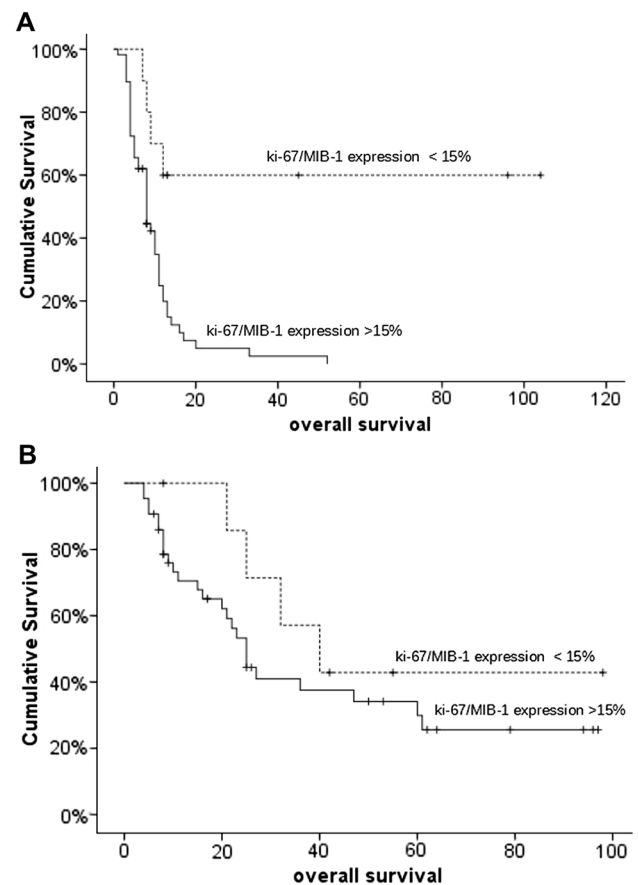 A
100%
80%
60%
40%
20%
0%
Cumulative Survival
ki-67/MIB-1 expression < 15%
ki-67/MIB-1 expression >15%
0 20 40 60 80 100 120
overall survival
B
100%
80%
60%
40%
20%
0%
Cumulative Survival
ki-67/MIB-1 expression < 15%
ki-67/MIB-1 expression >15%
0 20 40 60 80 100
overall survival